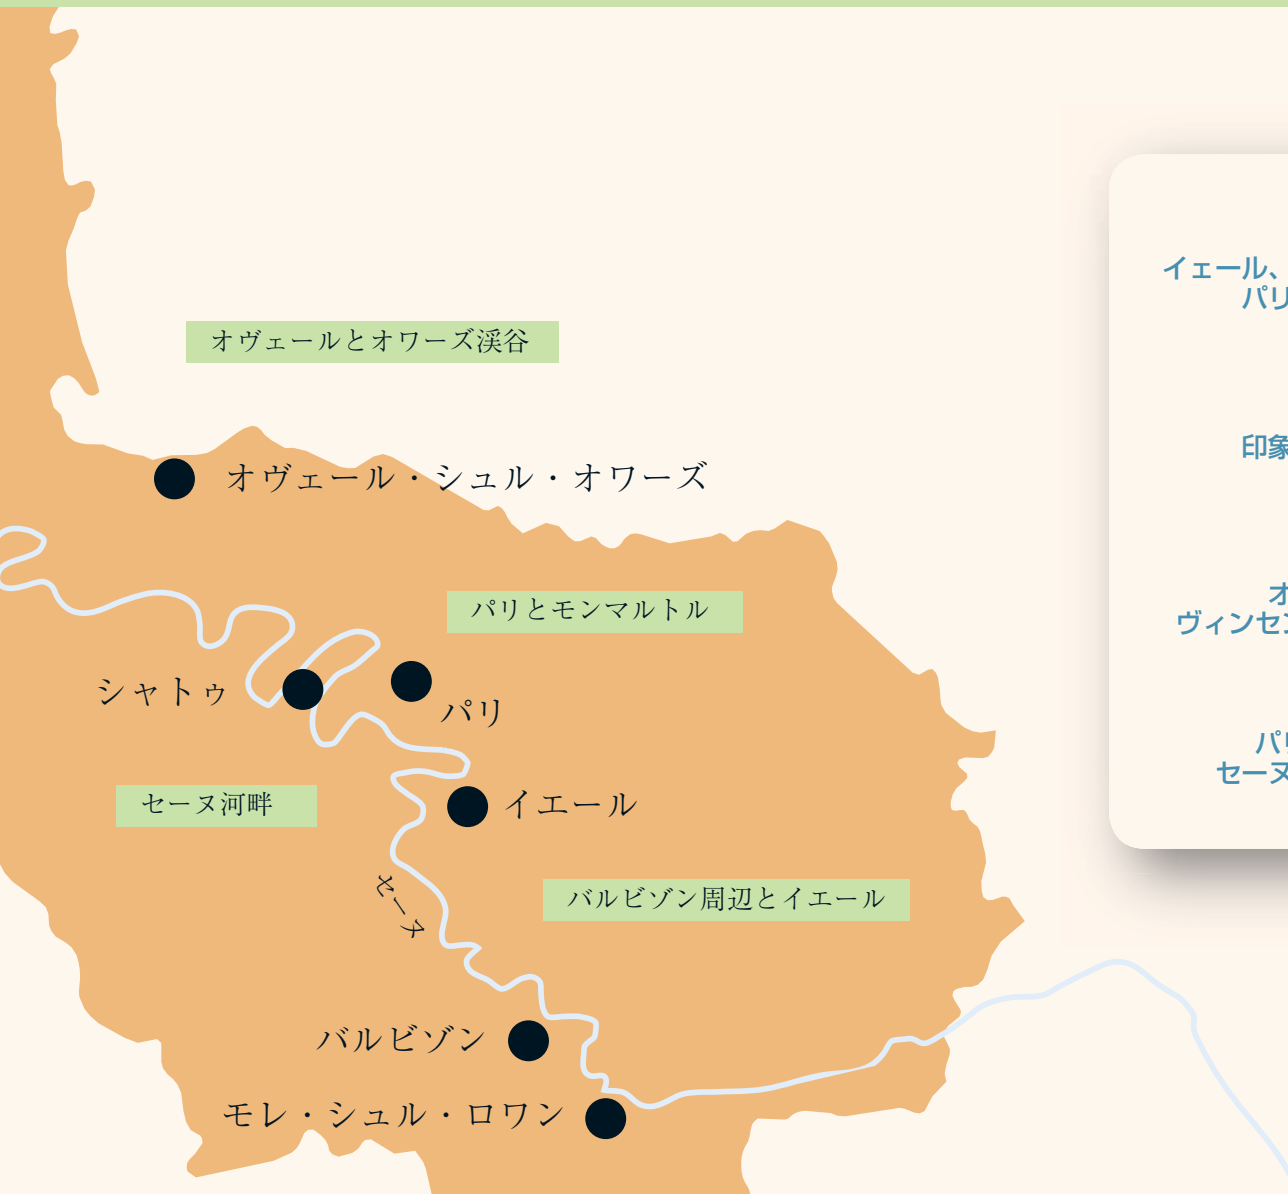 オヴェールとオワーズ渓谷
オヴェール・シュル・オワーズ
パリとモンマルトル
シャトゥ
パリ
セーヌ河畔
イエール
セーヌ
バルビゾン周辺とイエール
バルビゾン
モレ・シュル・ロワン
イェール、
パリ
印象
オ
ヴィンセン
パリ
セーヌ